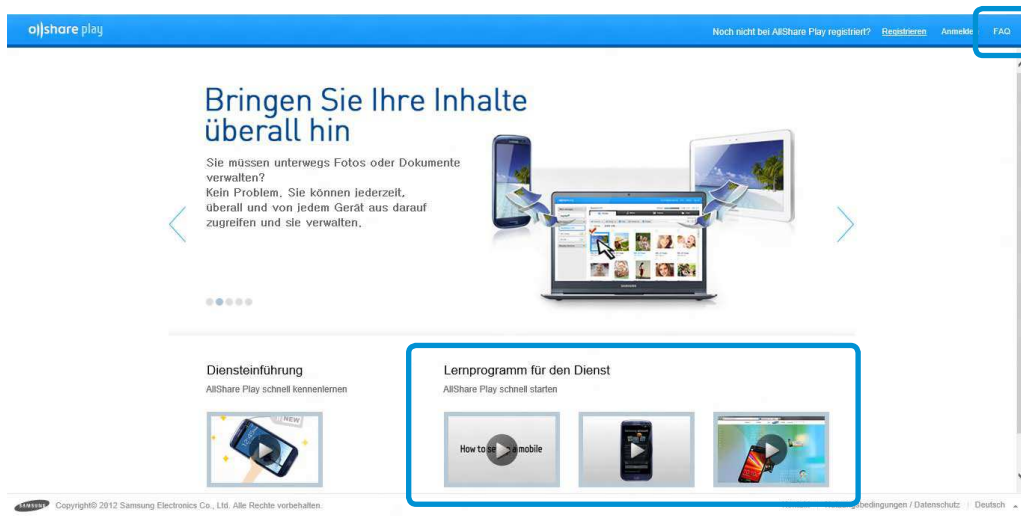 allshare play
Noch nicht bei AllShare Play registriert? Registrieren Anmelden FAQ
Bringen Sie Ihre Inhalte
überall hin
Sie müssen unterwegs Fotos oder Dokumente
verwalten?
Kein Problem. Sie können jederzeit,
überall und von jedem Gerät aus darauf
zugreifen und sie verwalten.
SAMSUNG
Diensteinführung
AllShare Play schnell kennenlernen
Lernprogramm für den Dienst
AllShare Play schnell starten
NEW
How to a mobile
SAMSUNG Copyright© 2012 Samsung Electronics Co., Ltd. Alle Rechte vorbehalten.
/ Datenschutz | Deutsch